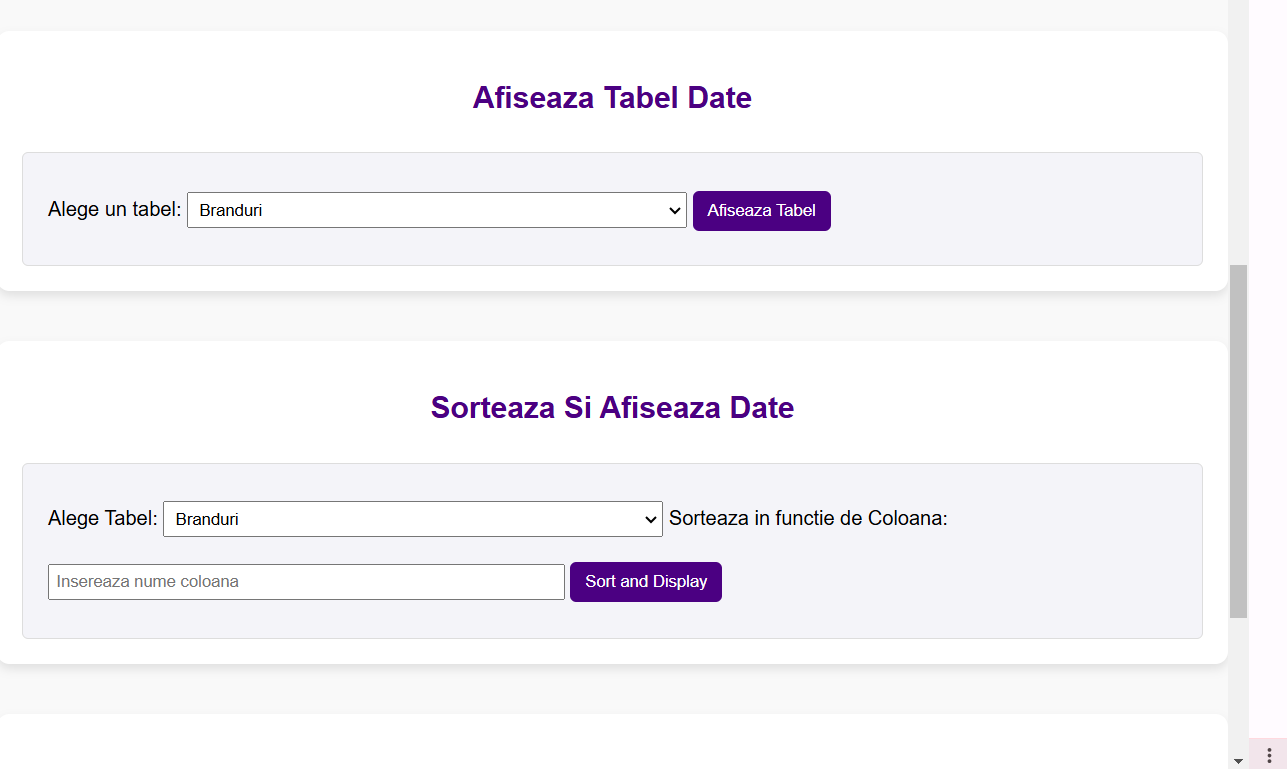 Afiseaza Tabel Date
Alege un tabel: Branduri Afiseaza Tabel
Sorteaza Si Afiseaza Date
Alege Tabel: Branduri Sorteaza in functie de Coloana:
Insereaza nume coloana Sort and Display